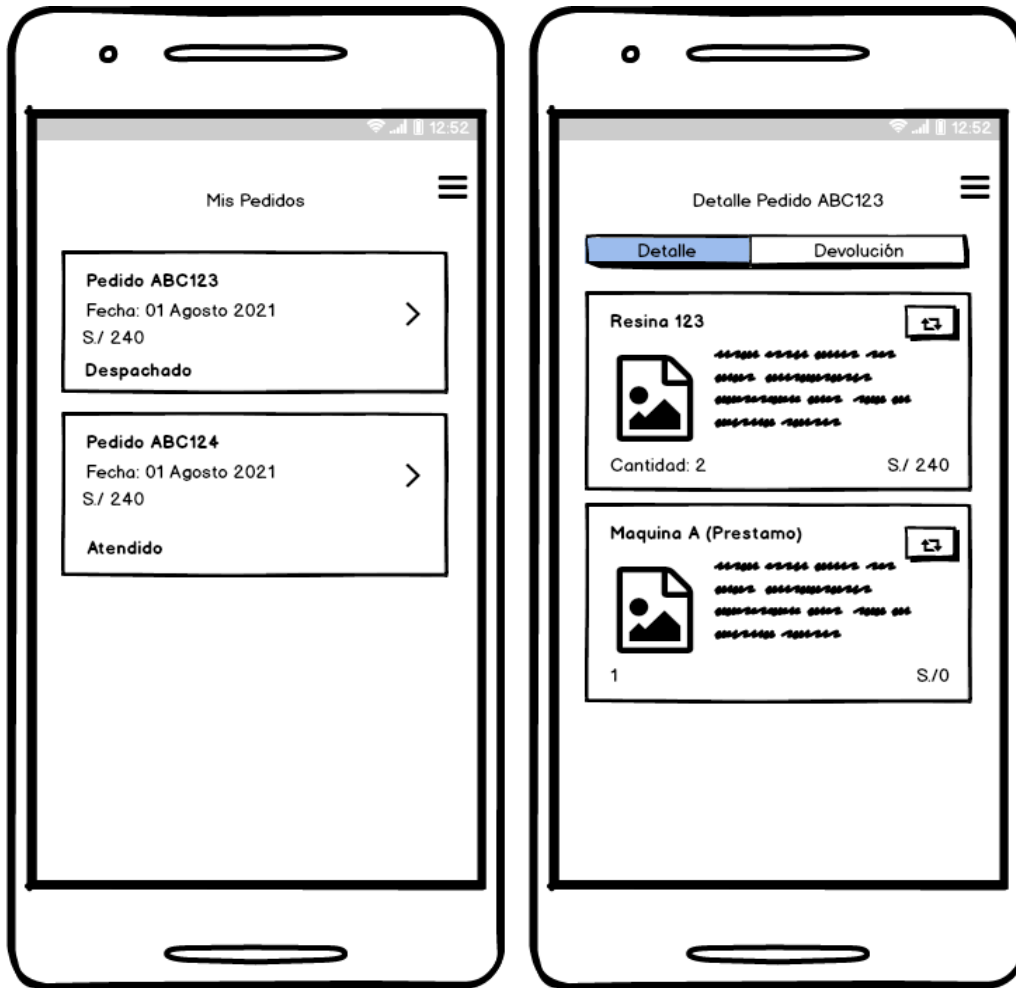 12:52
Mis Pedidos
Pedido ABC123
Fecha: 01 Agosto 2021
S./ 240
Despachado
Pedido ABC124
Fecha: 01 Agosto 2021
S./ 240
Atendido
12:52
Detalle Pedido ABC123
Detalle Devolución
Resina 123
Cantidad: 2 S./ 240
Maquina A (Prestamo)
1 S./0